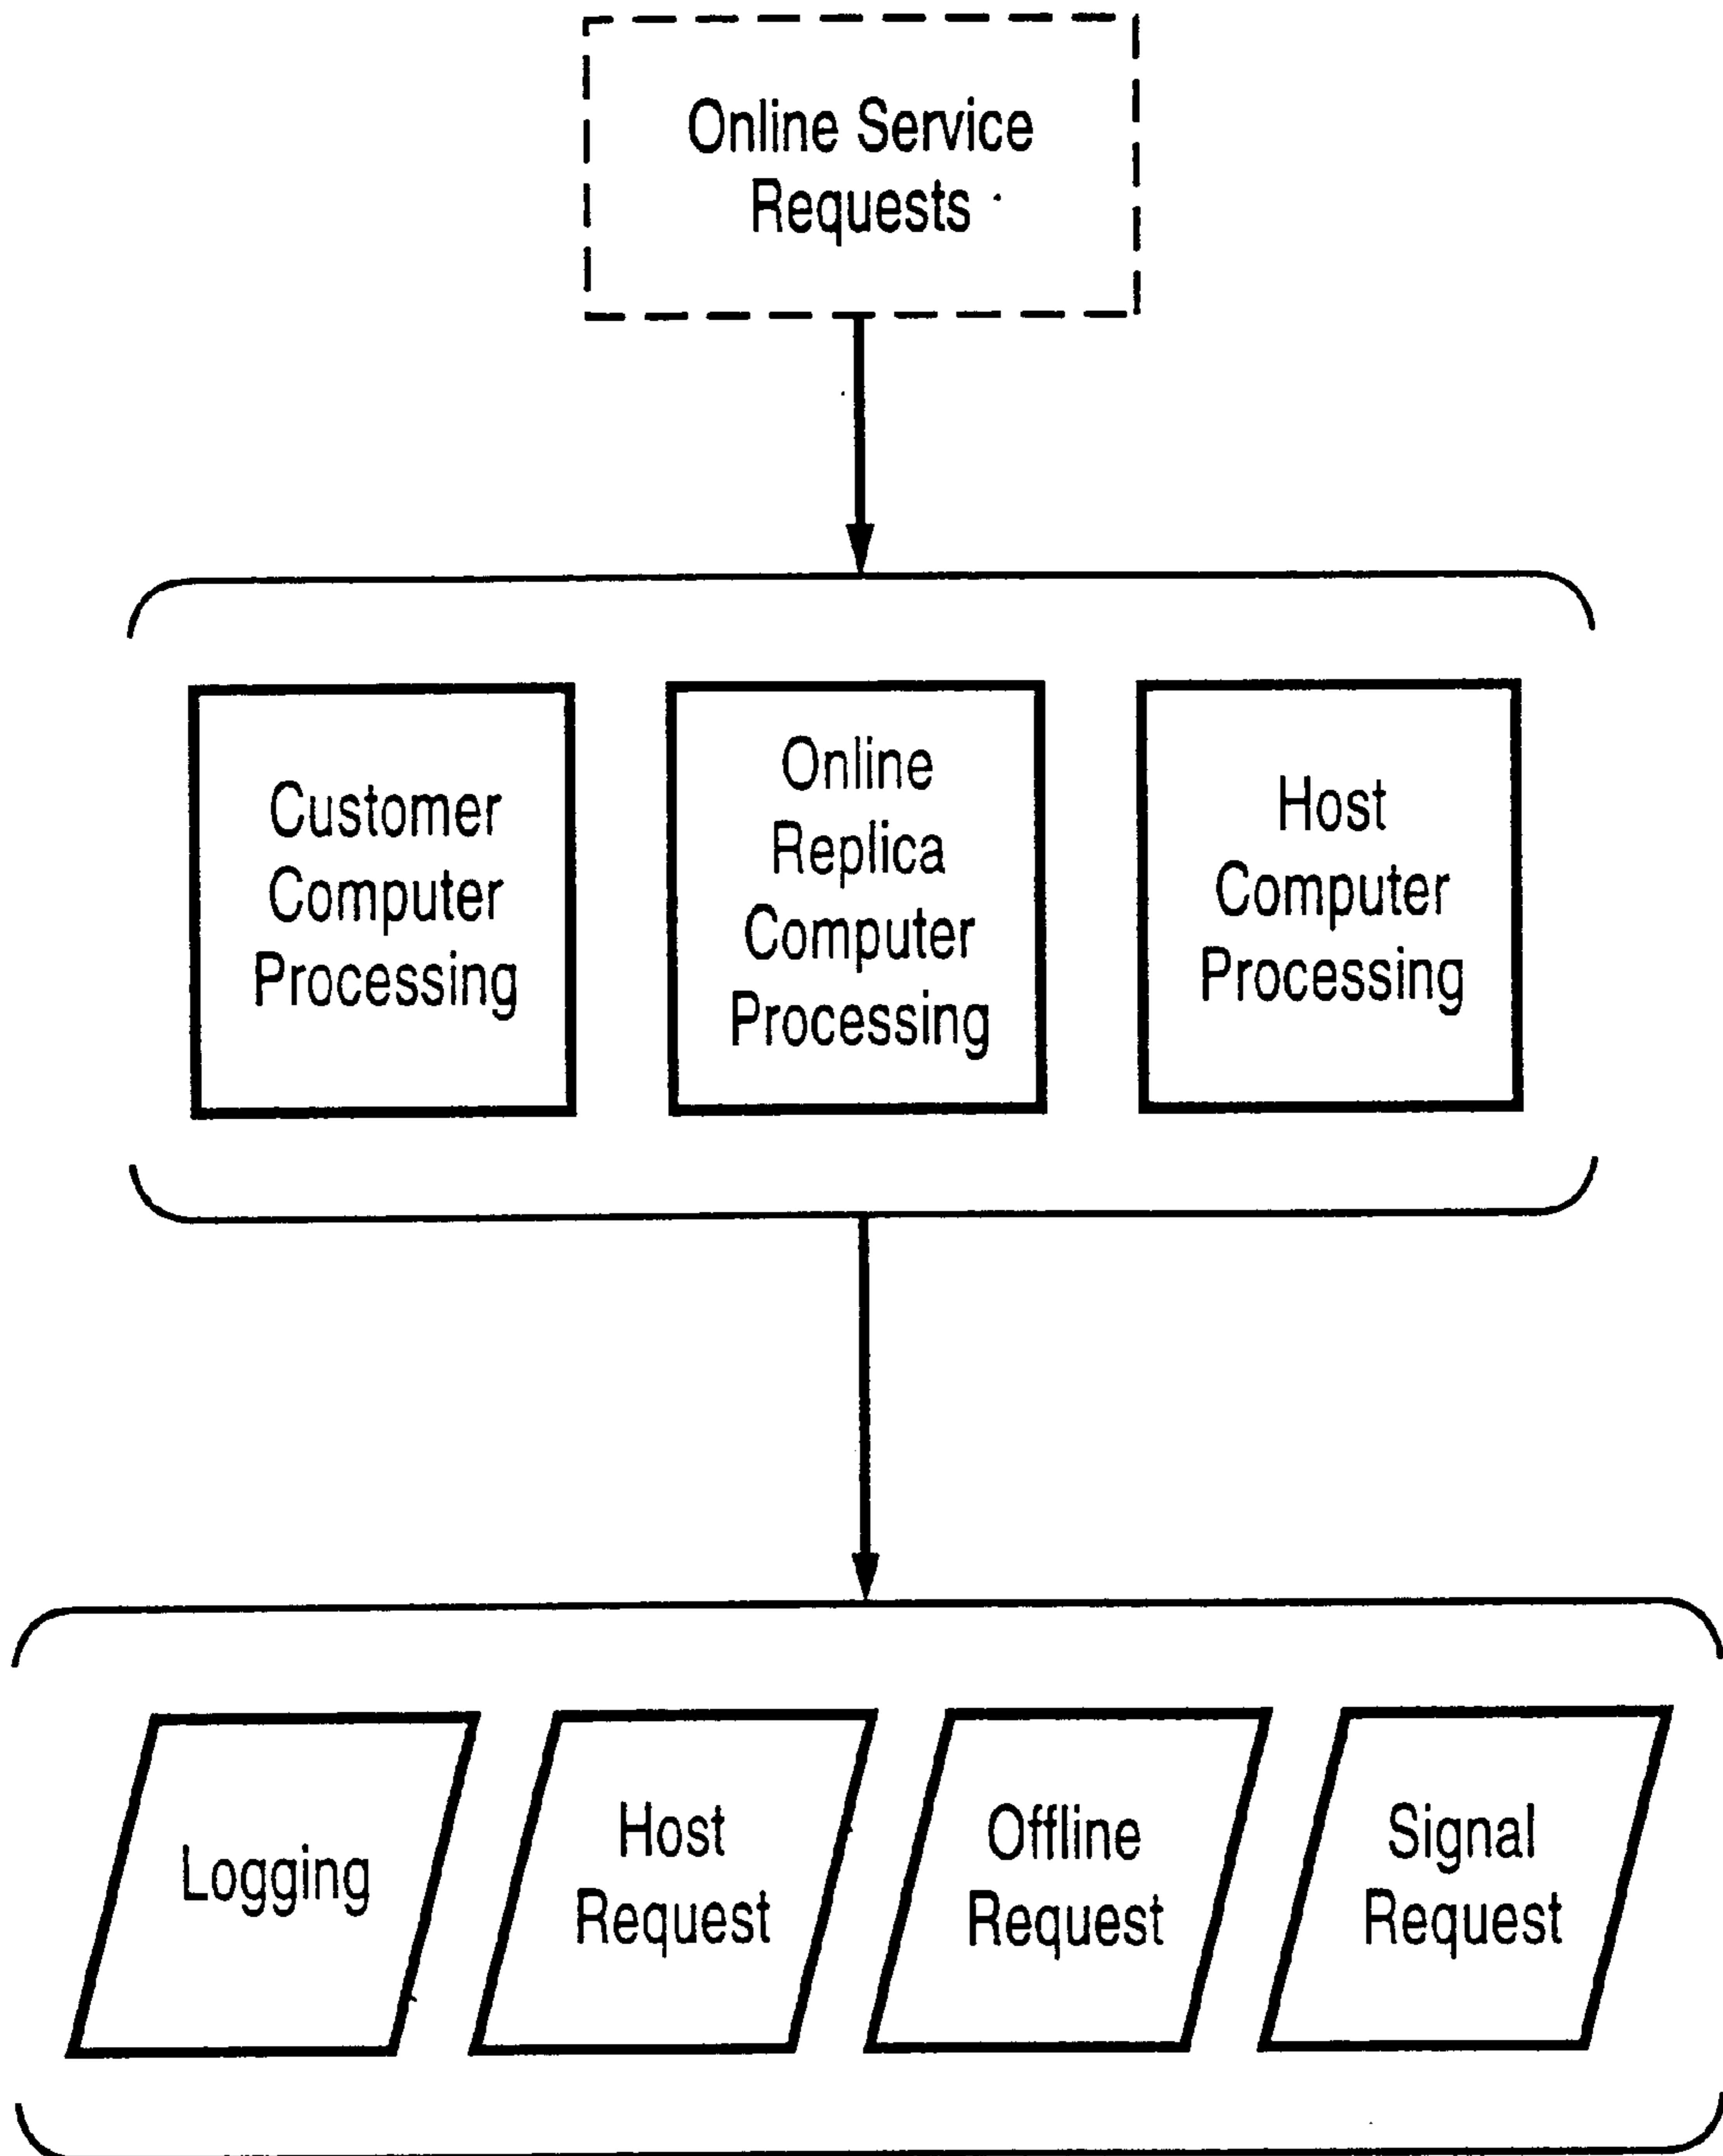 Online Service
Requests
Customer
Computer
Processing
Online
Replica
Computer
Processing
Host
Computer
Processing
Logging
Host
Request
Offline
Request
Signal
Request